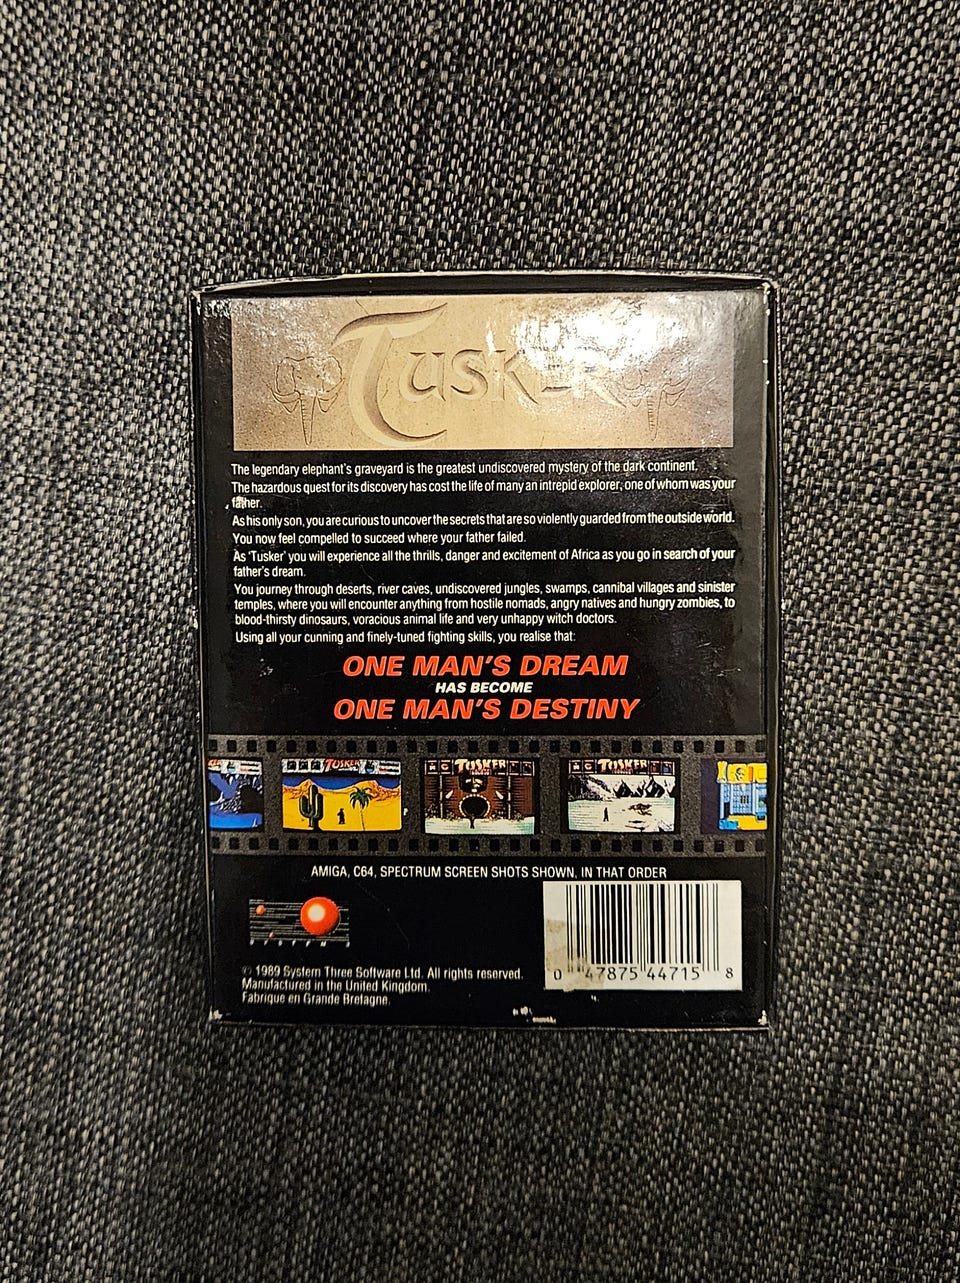 TUSKER
The legendary elephant's graveyard is the greatest undiscovered mystery of the dark continent.
The hazardous quest for its discovery has cost the life of many an intrepid explorer, one of whom was your
father.
As his only son, you are curious to uncover the secrets that are so violently guarded from the outside world.
You now feel compelled to succeed where your father failed.
As 'Tusker' you will experience all the thrills, danger and excitement of Africa as you go in search of your
father's dream.
You journey through deserts, river caves, undiscovered jungles, swamps, cannibal villages and sinister
temples, where you will encounter anything from hostile nomads, angry natives and hungry zombies, to
blood-thirsty dinosaurs, voracious animal life and very unhappy witch doctors.
Using all your cunning and finely-tuned fighting skills, you realise that:
ONE MAN'S DREAM
HAS BECOME
ONE MAN'S DESTINY
TUSKER TUSKER TUSKER
AMIGA, C64, SPECTRUM SCREEN SHOTS SHOWN, IN THAT ORDER
SYSTEM 3
0 47875 44715 8
© 1989 System Three Software Ltd. All rights reserved.
Manufactured in the United Kingdom.
Fabrique en Grande Bretagne.